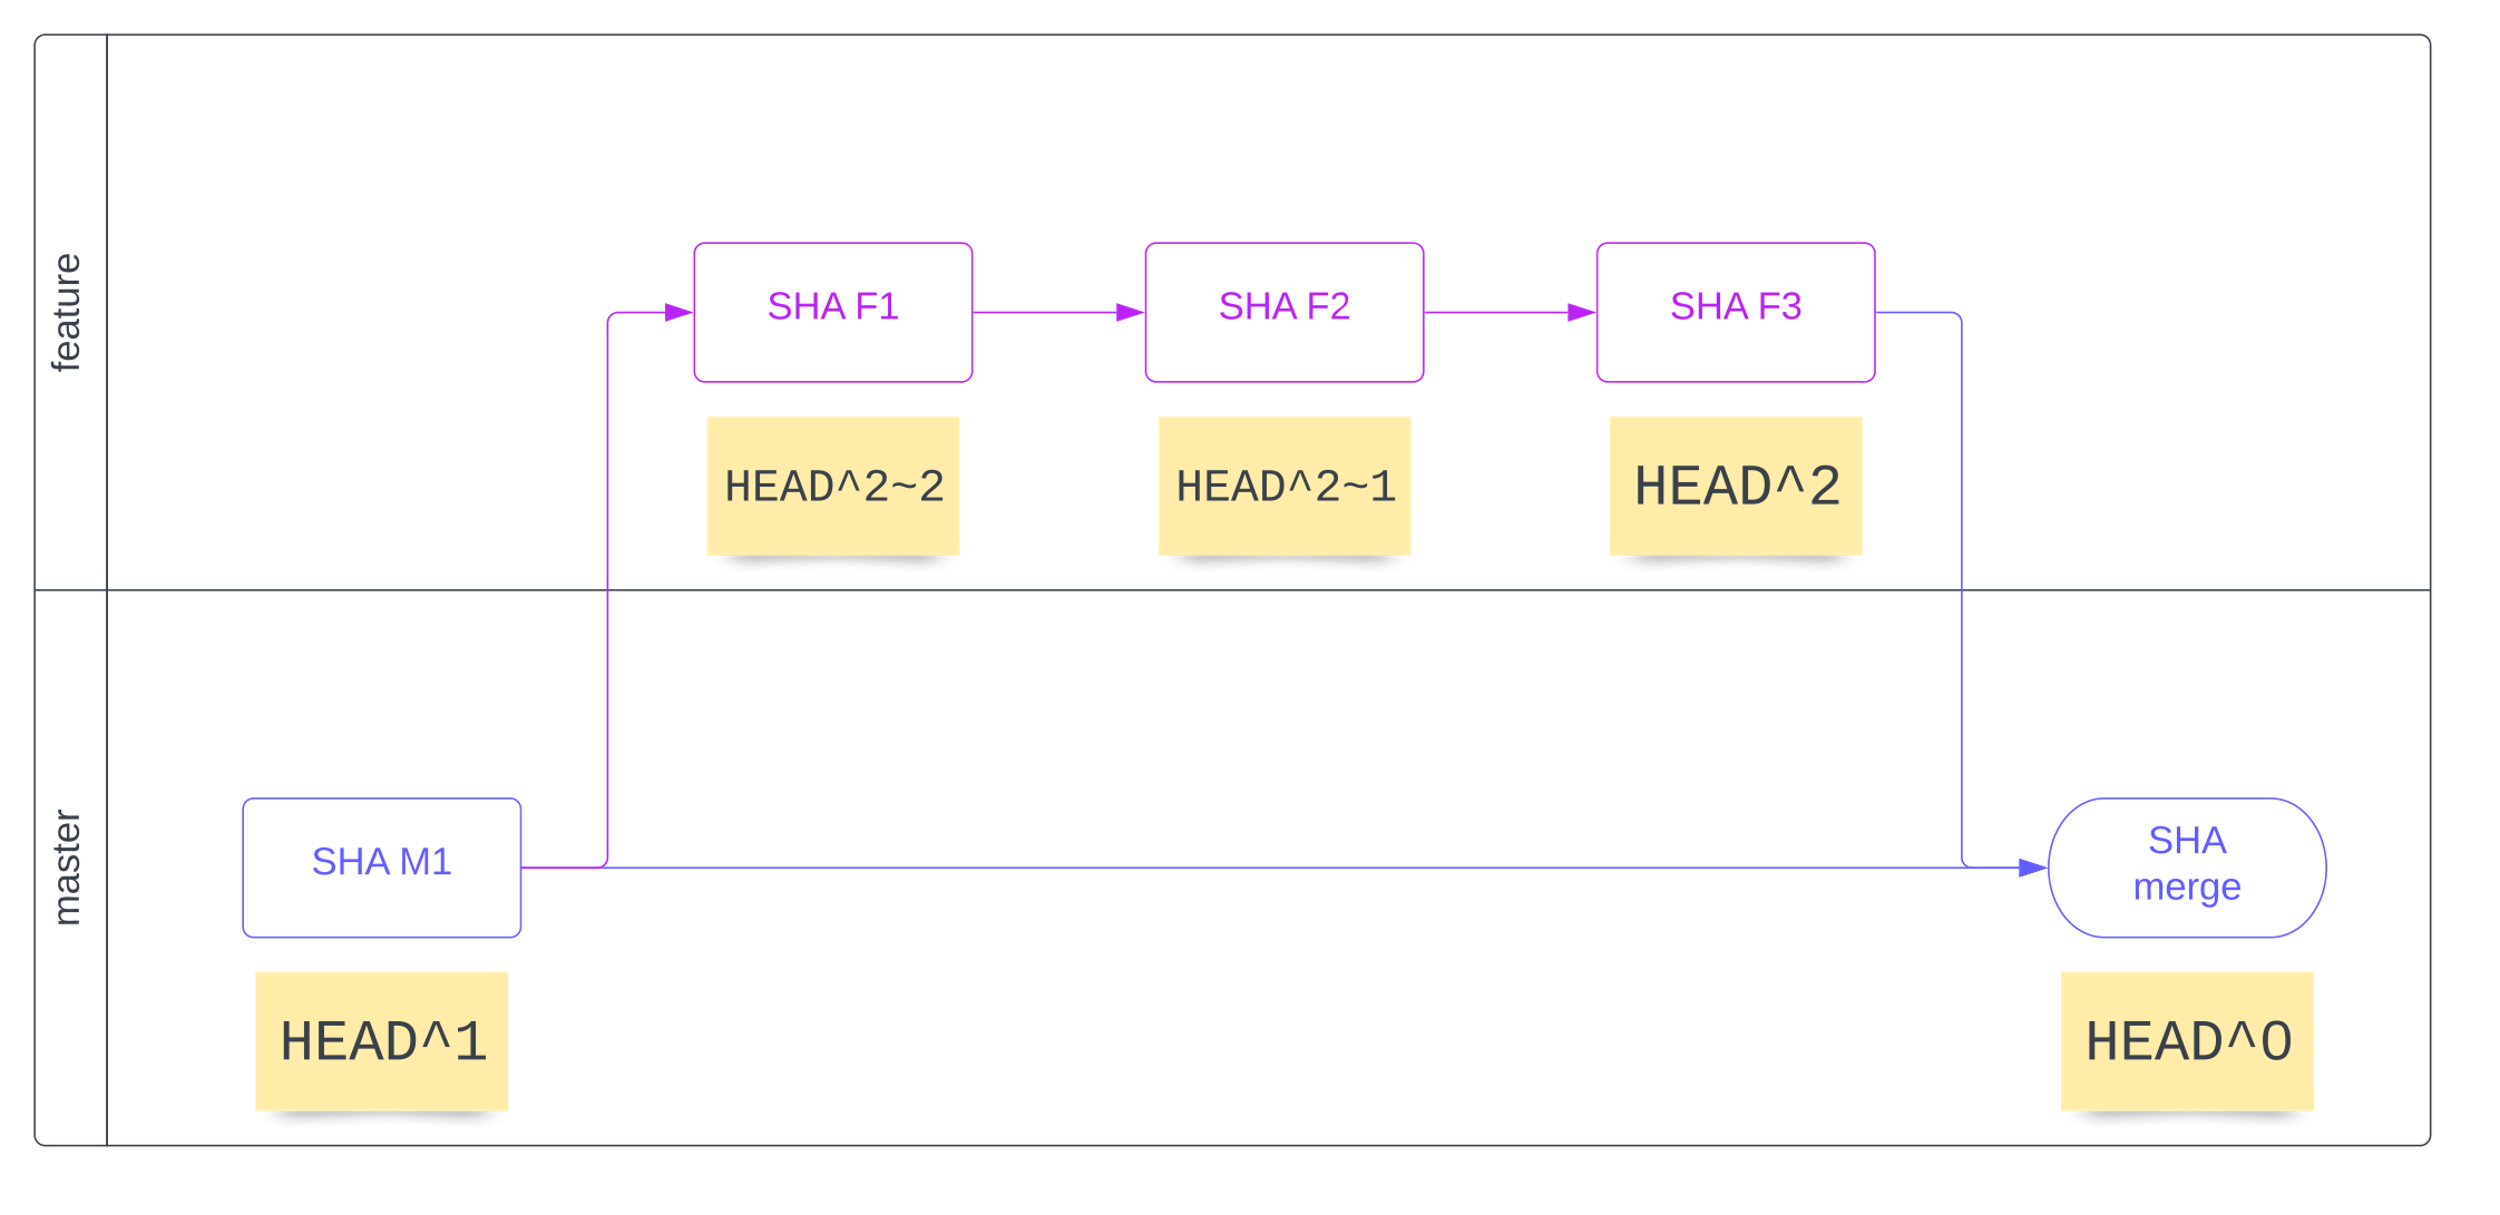 feature
SHA F1
SHA F2
SHA F3
HEAD^2~2
HEAD^2~1
HEAD^2
master
SHA M1
SHA
merge
HEAD^1
HEAD^0